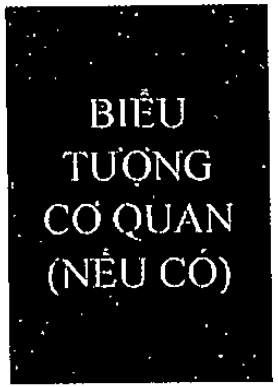 BIỂU
TƯỢNG
CƠ QUAN
(NẾU CÓ)